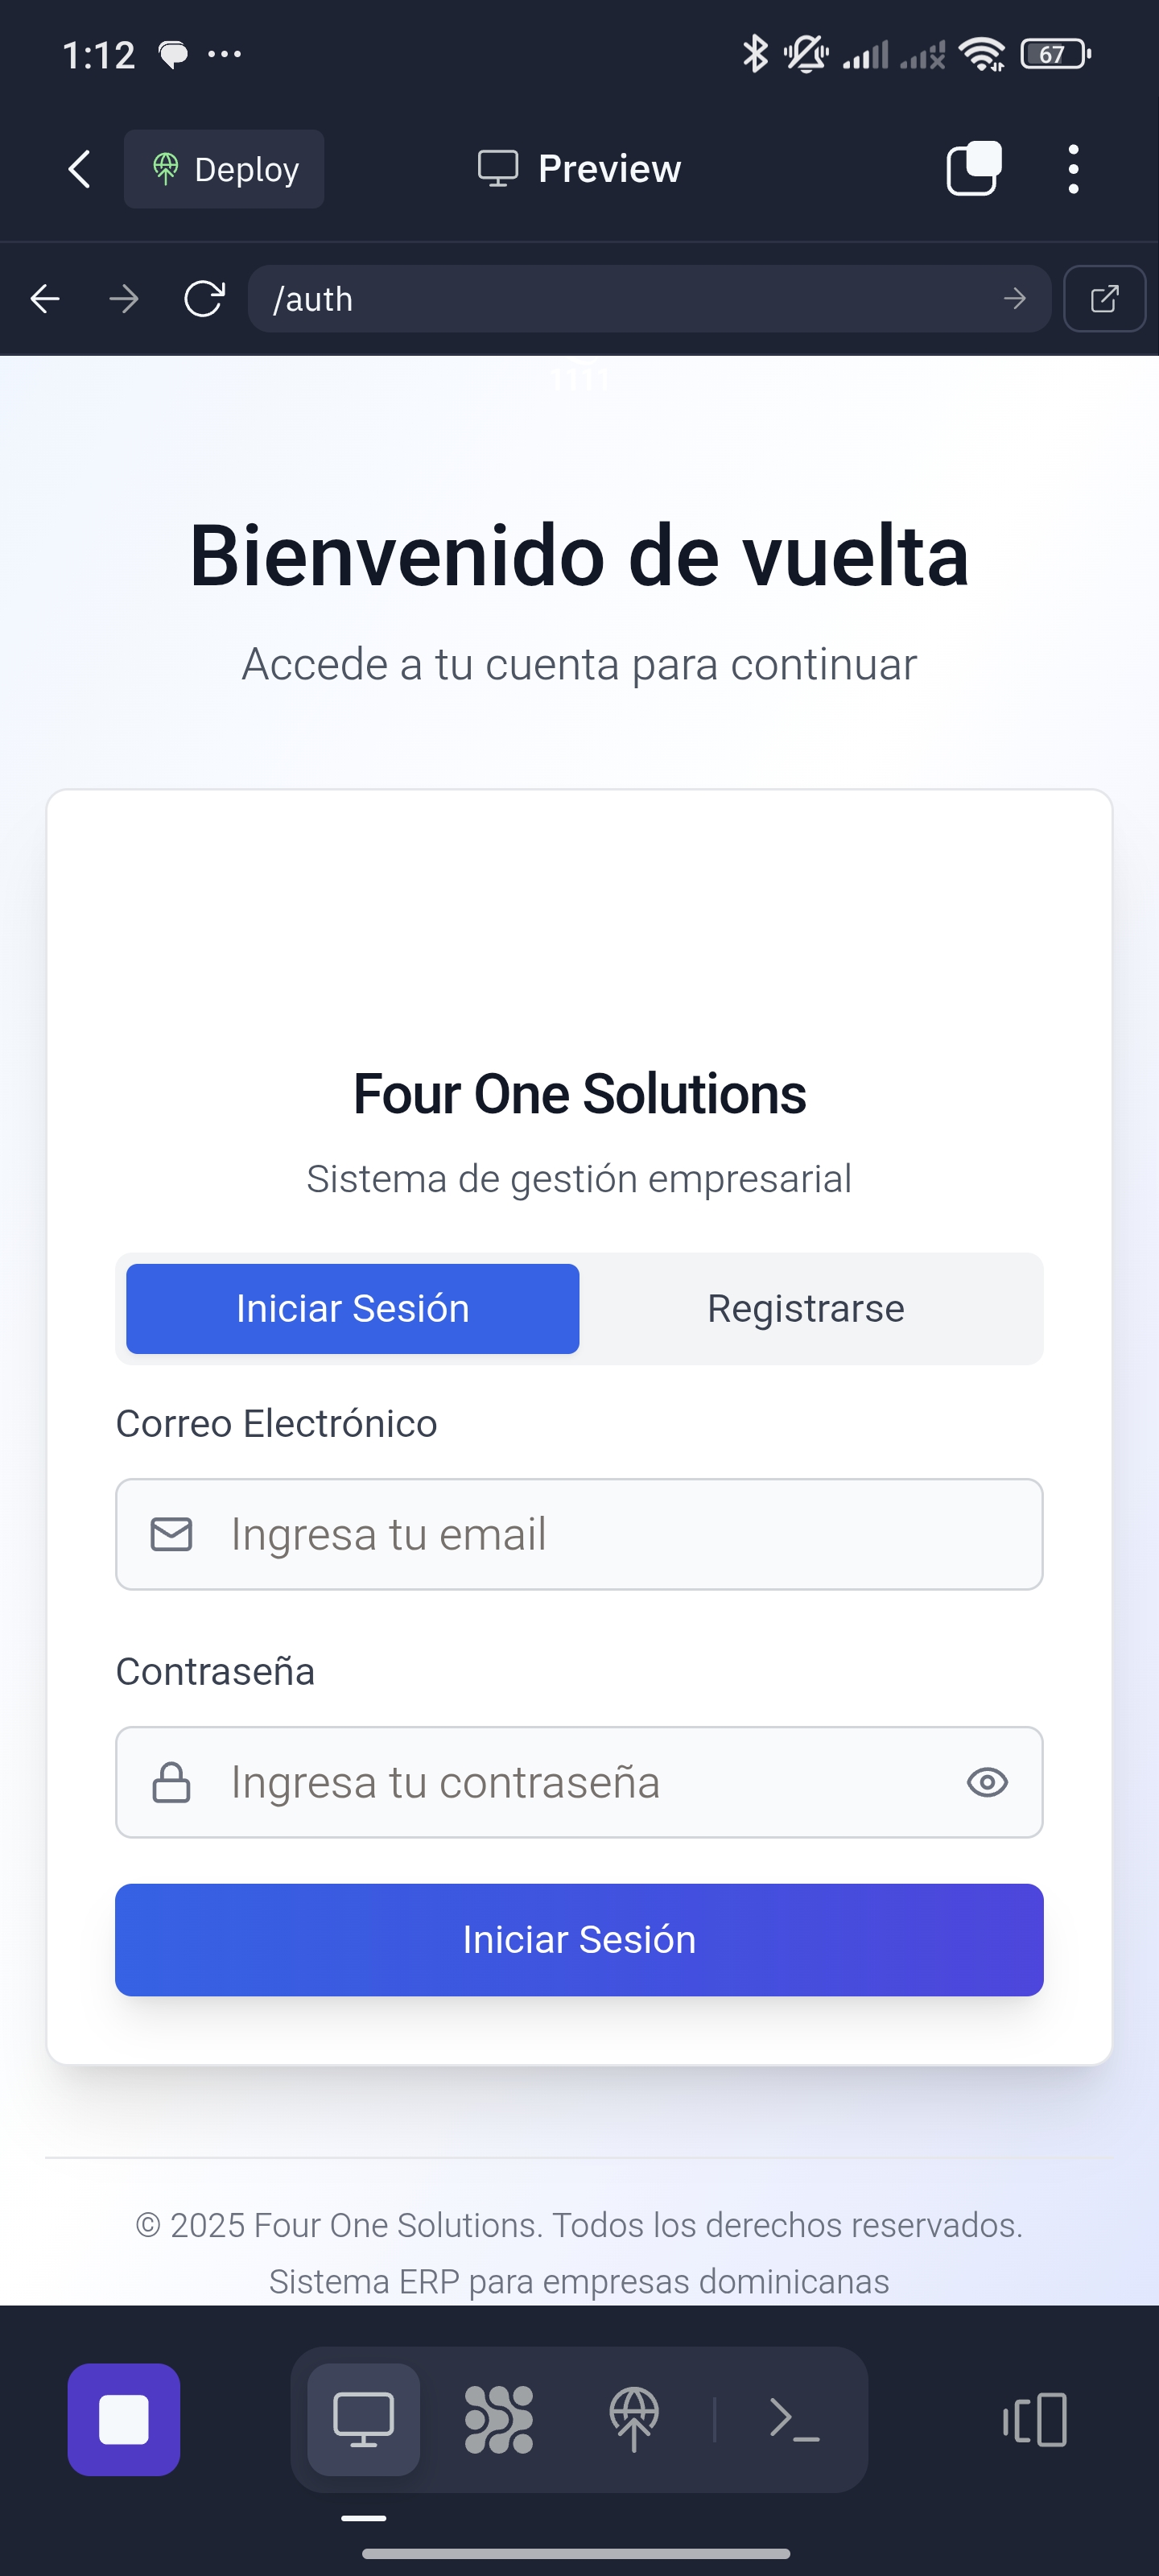 1:12
67
Deploy
Preview
/auth
1111
Bienvenido de vuelta
Accede a tu cuenta para continuar
Four One Solutions
Sistema de gestión empresarial
Iniciar Sesión
Registrarse
Correo Electrónico
Ingresa tu email
Contraseña
Ingresa tu contraseña
Iniciar Sesión
© 2025 Four One Solutions. Todos los derechos reservados.
Sistema ERP para empresas dominicanas